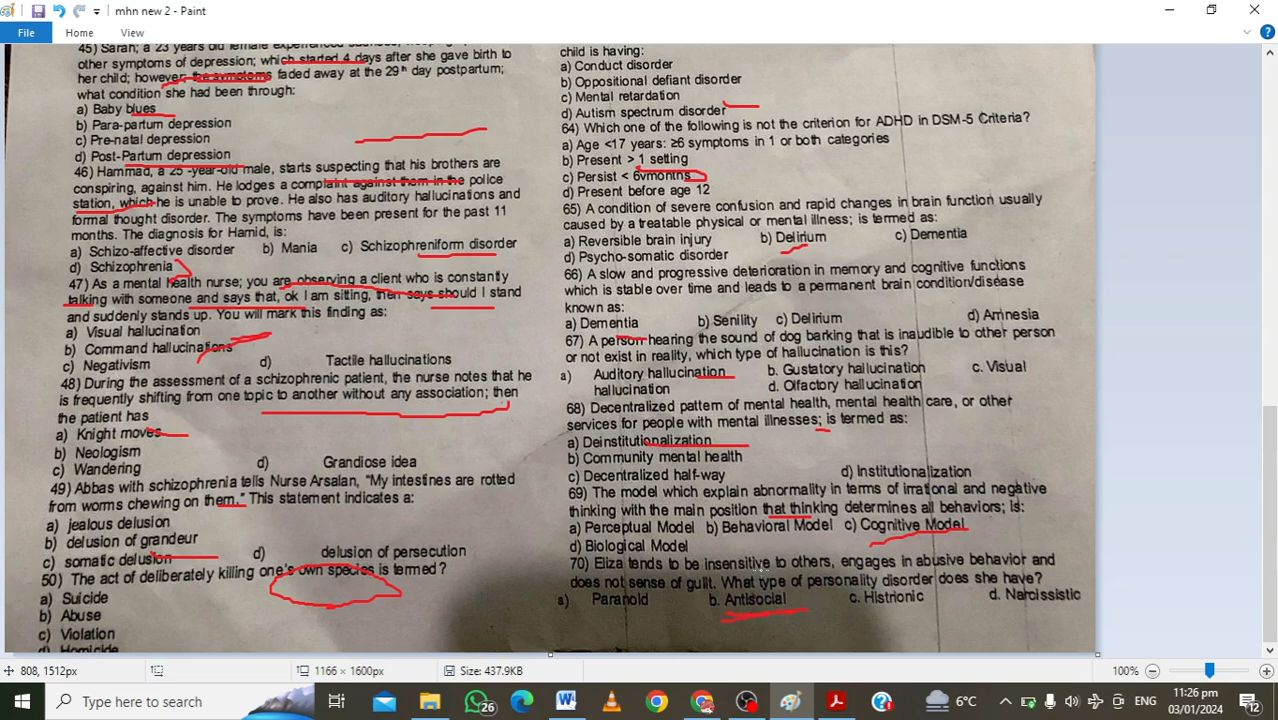 mhn new 2 - Paint
File
Home
View
45) Sarah; a 23 years old female experienced
other symptoms of depression; which started 4 days after she gave birth to
her child; however; the symptoms faded away at the 29th day postpartum;
what condition she had been through:
a) Baby blues
b) Para-partum depression
c) Pre-natal depression
d) Post-Partum depression
46) Hammad, a 25 -year-old male, starts suspecting that his brothers are
conspiring, against him. He lodges a complaint against them in the police
station, which he is unable to prove. He also has auditory hallucinations and
formal thought disorder. The symptoms have been present for the past 11
months. The diagnosis for Hamid, is:
a) Schizo-affective disorder b) Mania c) Schizophreniform disorder
d) Schizophrenia
47) As a mental health nurse; you are observing a client who is constantly
talking with someone and says that, ok I am sitting, then says should I stand
and suddenly stands up. You will mark this finding as:
a) Visual hallucination
b) Command hallucinations
c) Negativism d) Tactile hallucinations
48) During the assessment of a schizophrenic patient, the nurse notes that he
is frequently shifting from one topic to another without any association; then
the patient has
a) Knight moves
b) Neologism
c) Wandering d) Grandiose idea
49) Abbas with schizophrenia tells Nurse Arsalan, "My intestines are rotted
from worms chewing on them." This statement indicates a:
a) jealous delusion
b) delusion of grandeur
c) somatic delusion d) delusion of persecution
50) The act of deliberately killing one's own species is termed?
a) Suicide
b) Abuse
c) Violation
d) Homicide
child is having:
a) Conduct disorder
b) Oppositional defiant disorder
c) Mental retardation
d) Autism spectrum disorder
64) Which one of the following is not the criterion for ADHD in DSM-5 Criteria?
a) Age <17 years: ≥6 symptoms in 1 or both categories
b) Present > 1 setting
c) Persist < 6vmonths
d) Present before age 12
65) A condition of severe confusion and rapid changes in brain function usually
caused by a treatable physical or mental illness; is termed as:
a) Reversible brain injury b) Delirium c) Dementia
d) Psycho-somatic disorder
66) A slow and progressive deterioration in memory and cognitive functions
which is stable over time and leads to a permanent brain condition/disease
known as:
a) Dementia b) Senility c) Delirium d) Amnesia
67) A person hearing the sound of dog barking that is inaudible to other person
or not exist in reality, which type of hallucination is this?
a) Auditory hallucination b. Gustatory hallucination c. Visual
hallucination d. Olfactory hallucination
68) Decentralized pattern of mental health, mental health care, or other
services for people with mental illnesses; is termed as:
a) Deinstitutionalization
b) Community mental health
c) Decentralized half-way d) Institutionalization
69) The model which explain abnormality in terms of irrational and negative
thinking with the main position that thinking determines all behaviors; is:
a) Perceptual Model b) Behavioral Model c) Cognitive Model
d) Biological Model
70) Eliza tends to be insensitive to others, engages in abusive behavior and
does not sense of guilt. What type of personality disorder does she have?
a) Paranoid b. Antisocial c. Histrionic d. Narcissistic
808, 1512px
1166 × 1600px
Size: 437.9KB
100%
Type here to search
26
6°C
ENG
11:26 pm
03/01/2024
12